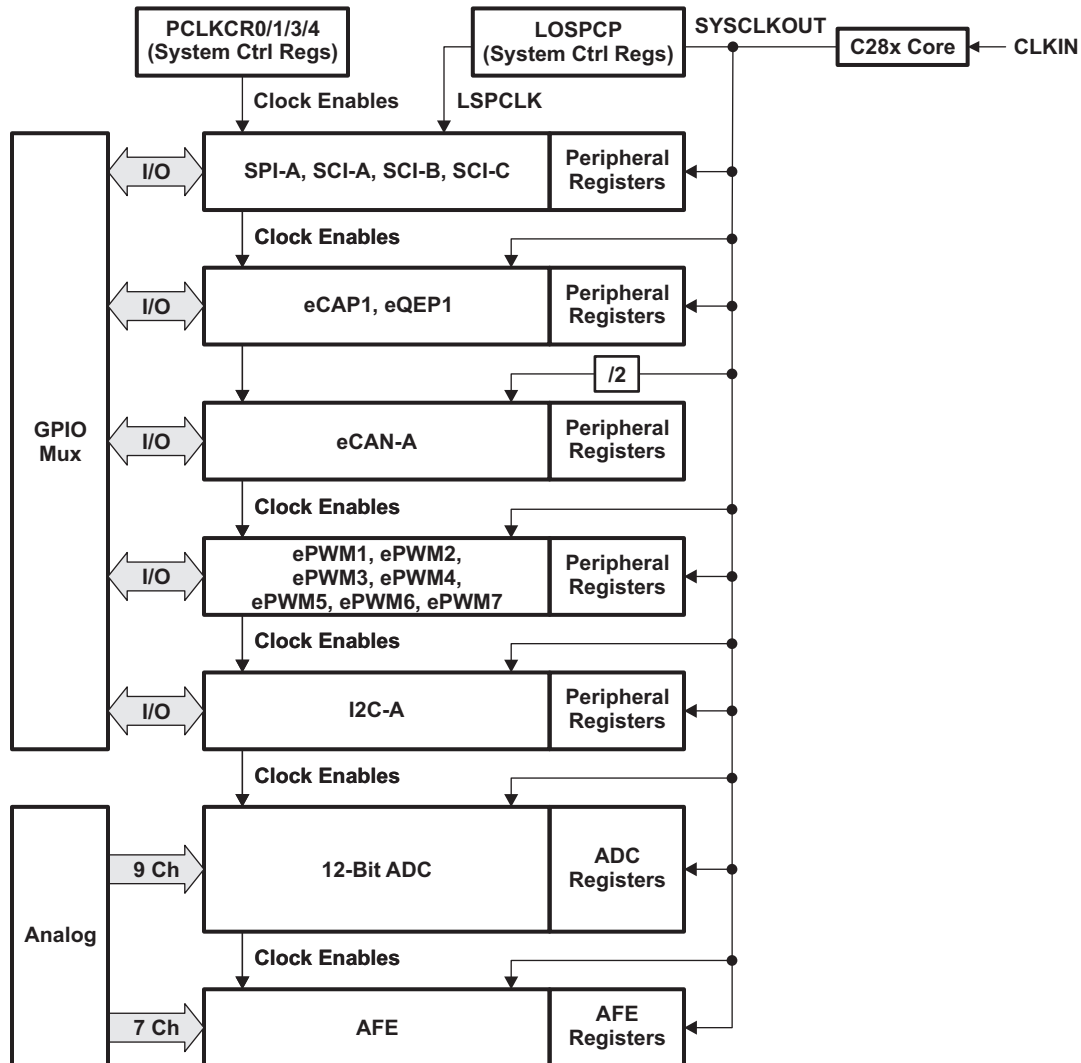 PCLKCR0/1/3/4
(System Ctrl Regs)
LOSPCP
(System Ctrl Regs)
SYSCLKOUT
C28x Core
CLKIN
Clock Enables
LSPCLK
I/O
SPI-A, SCI-A, SCI-B, SCI-C
Peripheral
Registers
Clock Enables
I/O
eCAP1, eQEP1
Peripheral
Registers
/2
GPIO
Mux
I/O
eCAN-A
Peripheral
Registers
Clock Enables
I/O
ePWM1, ePWM2,
ePWM3, ePWM4,
ePWM5, ePWM6, ePWM7
Peripheral
Registers
Clock Enables
I/O
I2C-A
Peripheral
Registers
Clock Enables
Analog
9 Ch
12-Bit ADC
ADC
Registers
Clock Enables
7 Ch
AFE
AFE
Registers